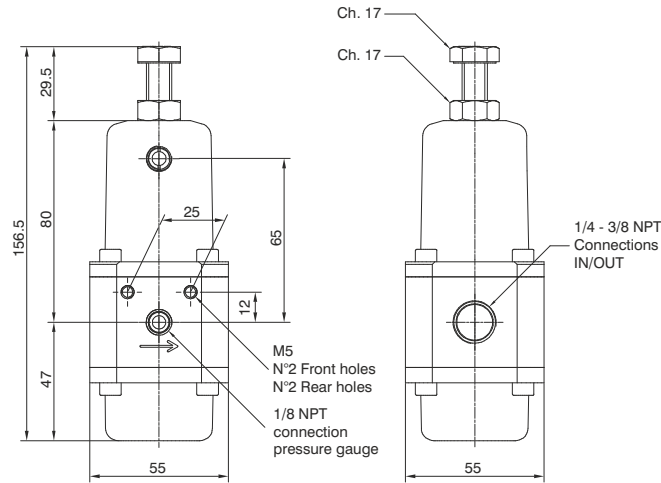 Ch. 17
Ch. 17
29.5
156.5
80
25
65
12
47
55
M5
N°2 Front holes
N°2 Rear holes
1/8 NPT
connection
pressure gauge
1/4 - 3/8 NPT
Connections
IN/OUT
55